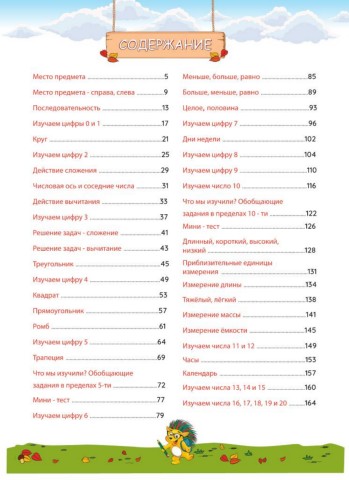 СОДЕРЖАНИЕ
Место предмета ........................ 5
Место предмета - справа, слева ........ 9
Последовательность .................... 13
Изучаем цифры 0 и 1 ................... 17
Круг .................................. 21
Изучаем цифры 2 ....................... 25
Действие сложения ..................... 29
Числовая ось и соседние числа ......... 31
Действие вычитания .................... 33
Изучаем цифры 3 ....................... 37
Решение задач - сложение .............. 41
Решение задач - вычитание ............. 43
Треугольник ........................... 45
Изучаем цифры 4 ....................... 49
Квадрат ............................... 53
Прямоугольник ......................... 57
Ромб .................................. 61
Изучаем цифры 5 ....................... 64
Трапеция .............................. 69
Что мы изучили? Обобщающие
задания в пределах 5-ти ............... 72
Мини - тест ........................... 77
Изучаем цифры 6 ....................... 79
Меньше, больше, равно ................. 85
Больше, меньше, равно ................. 89
Целое, половина ....................... 93
Изучаем цифры 7 ....................... 96
Дни недели ............................ 102
Изучаем цифры 8 ....................... 104
Изучаем цифры 9 ....................... 110
Изучаем число 10 ...................... 116
Что мы изучили? Обобщающие
задания в пределах 10 - ти ............ 122
Мини - тест ........................... 126
Длинный, короткий, высокий,
низкий ................................ 128
Приблизительные единицы
измерения ............................. 131
Измерение длины ....................... 134
Тяжёлый, лёгкий ....................... 138
Измерение массы ....................... 141
Измерение ёмкости ..................... 145
Изучаем числа 11 и 12 ................. 149
Часы .................................. 153
Календарь ............................. 157
Изучаем числа 13, 14 и 15 ............. 160
Изучаем числа 16, 17, 18, 19 и 20 ..... 164